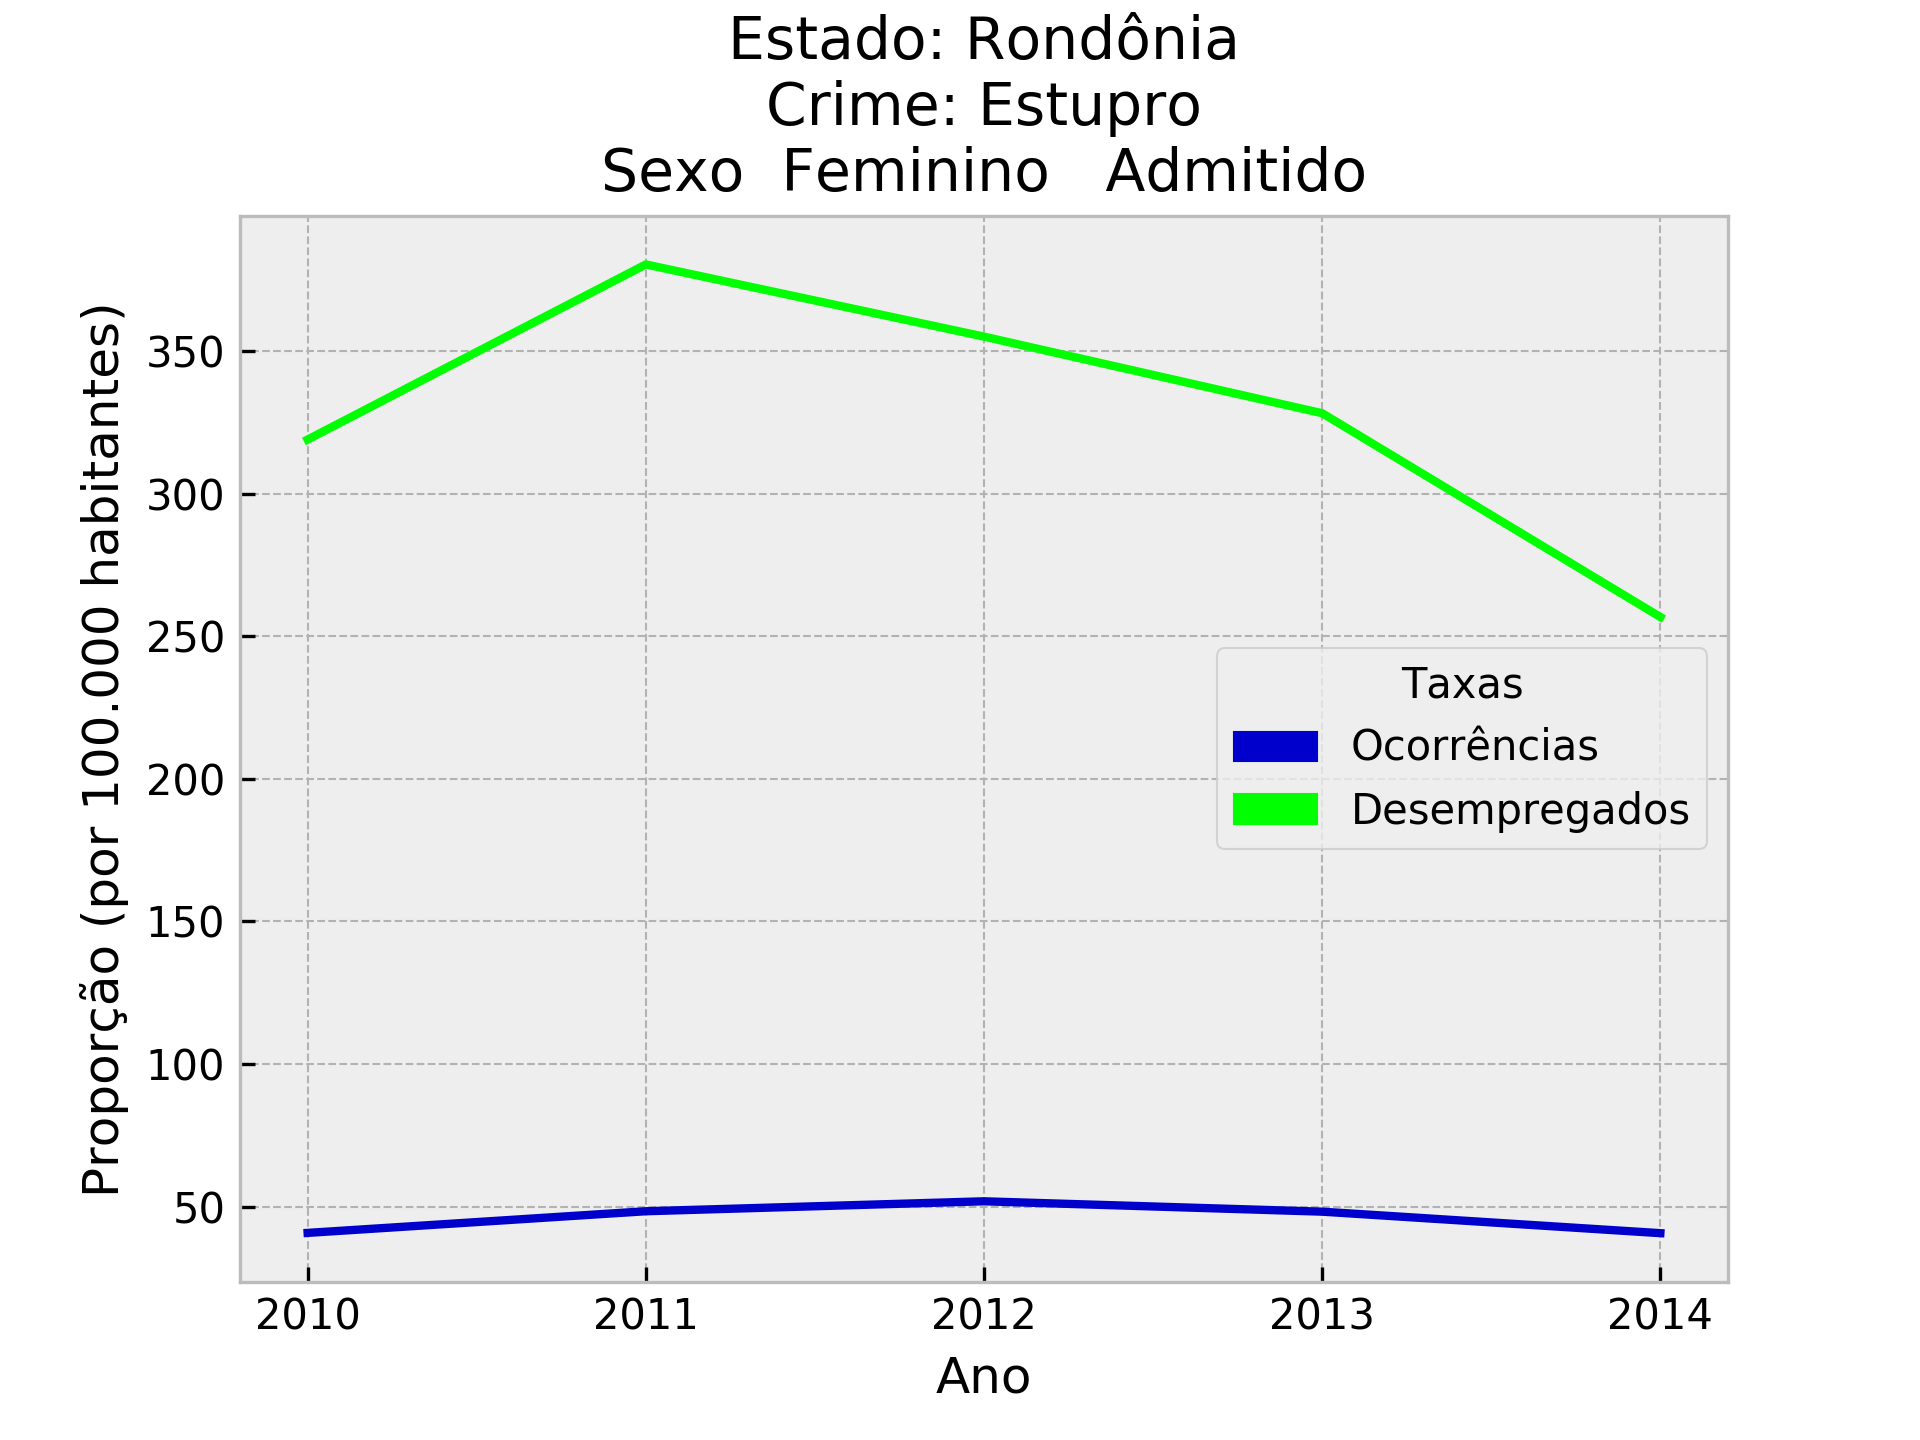 Estado: Rondônia
Crime: Estupro
Sexo  Feminino   Admitido
Proporção (por 100.000 habitantes)
350
300
250
200
150
100
50
Taxas
Ocorrências
Desempregados
2010 2011 2012 2013 2014
Ano